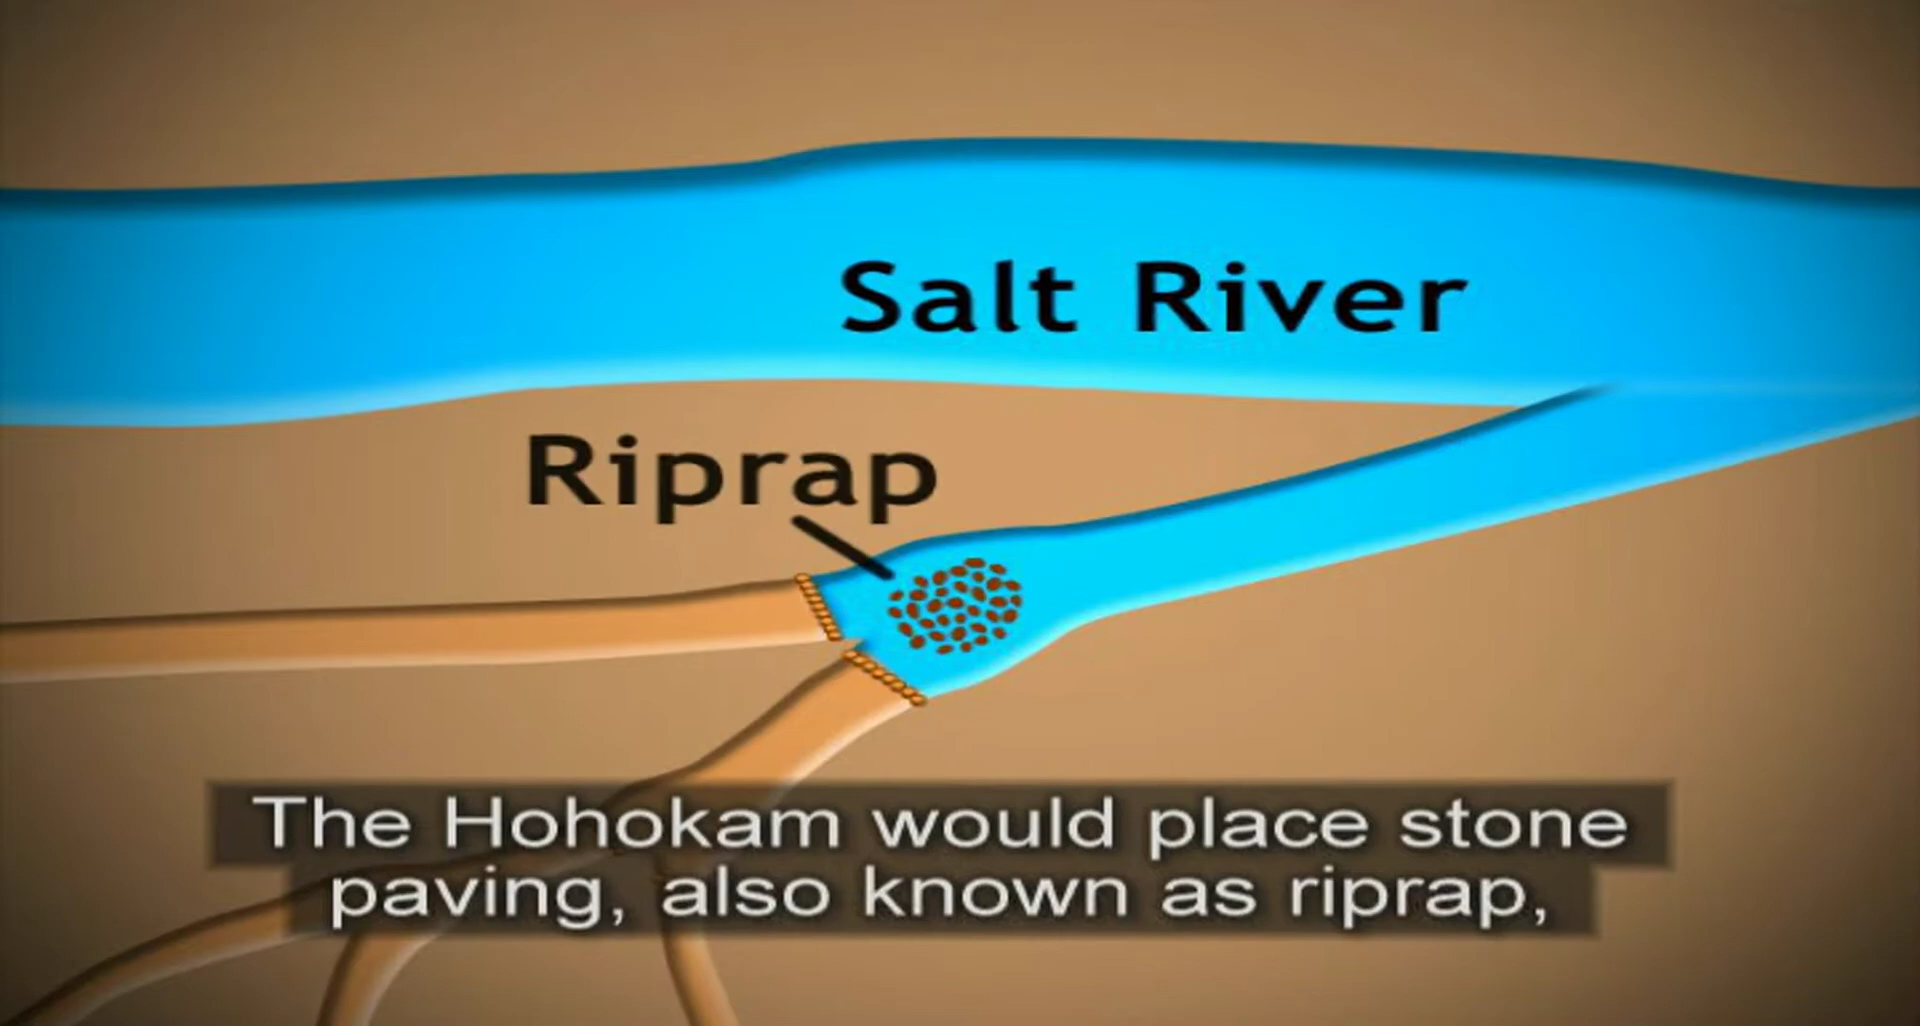 Salt River
Riprap
The Hohokam would place stone
paving, also known as riprap,